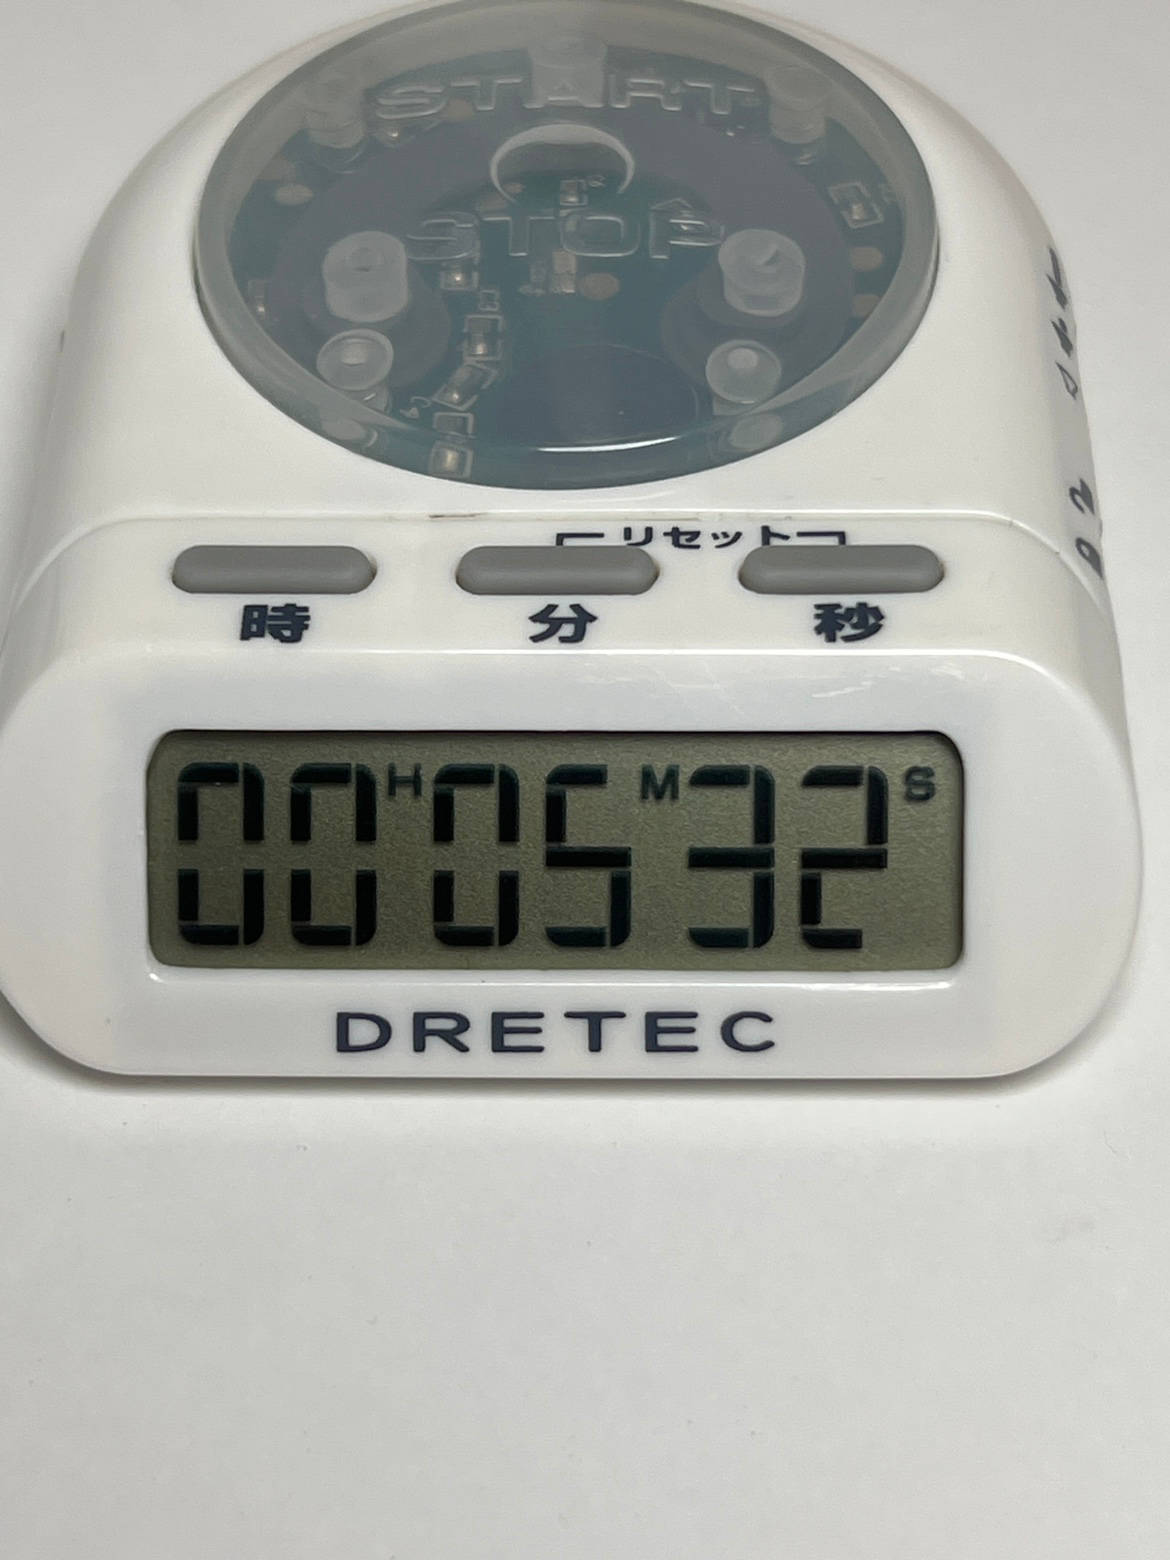 START
STOP
リセット
時 分 秒
00H05M32S
DRETEC